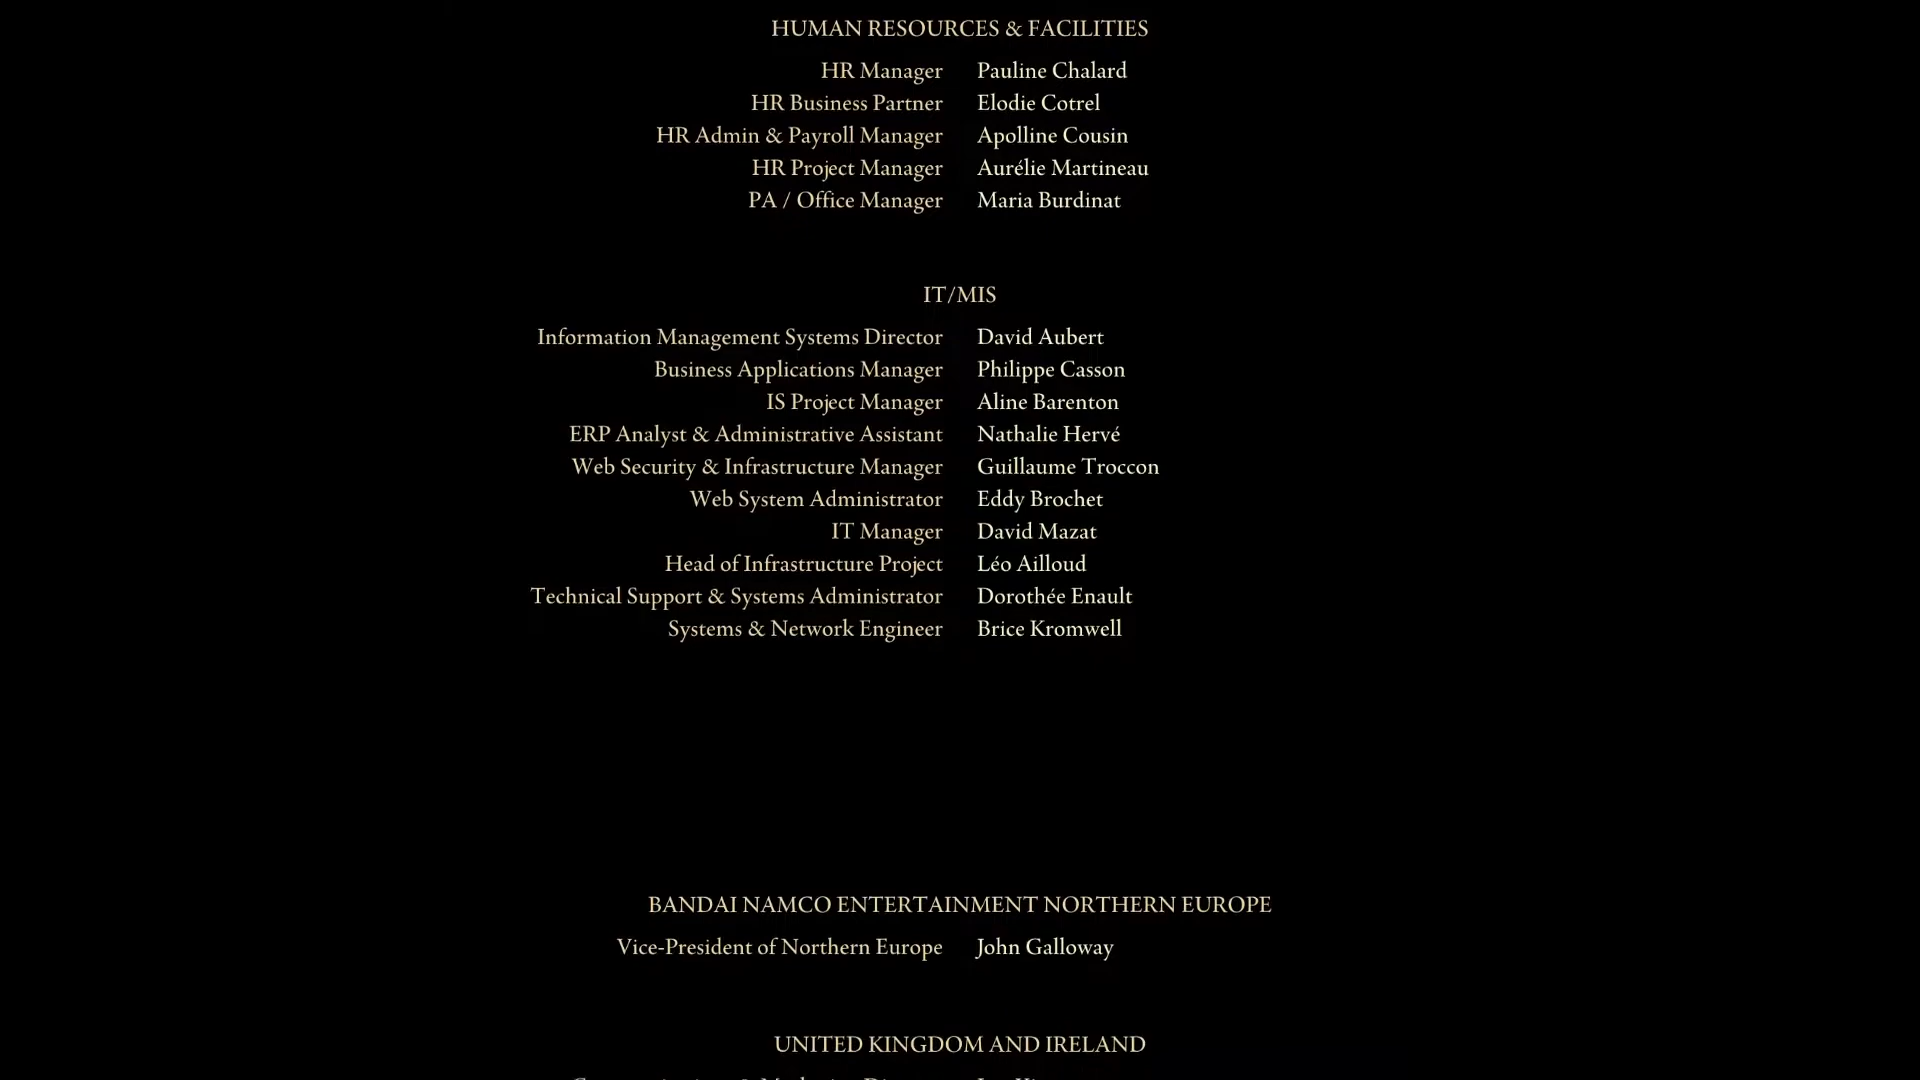 HUMAN RESOURCES & FACILITIES
HR Manager Pauline Chalard
HR Business Partner Elodie Cotrel
HR Admin & Payroll Manager Apolline Cousin
HR Project Manager Aurélie Martineau
PA / Office Manager Maria Burdinat
IT/MIS
Information Management Systems Director David Aubert
Business Applications Manager Philippe Casson
IS Project Manager Aline Barenton
ERP Analyst & Administrative Assistant Nathalie Hervé
Web Security & Infrastructure Manager Guillaume Troccon
Web System Administrator Eddy Brochet
IT Manager David Mazat
Head of Infrastructure Project Léo Ailloud
Technical Support & Systems Administrator Dorothée Enault
Systems & Network Engineer Brice Kromwell
BANDAI NAMCO ENTERTAINMENT NORTHERN EUROPE
Vice-President of Northern Europe John Galloway
UNITED KINGDOM AND IRELAND